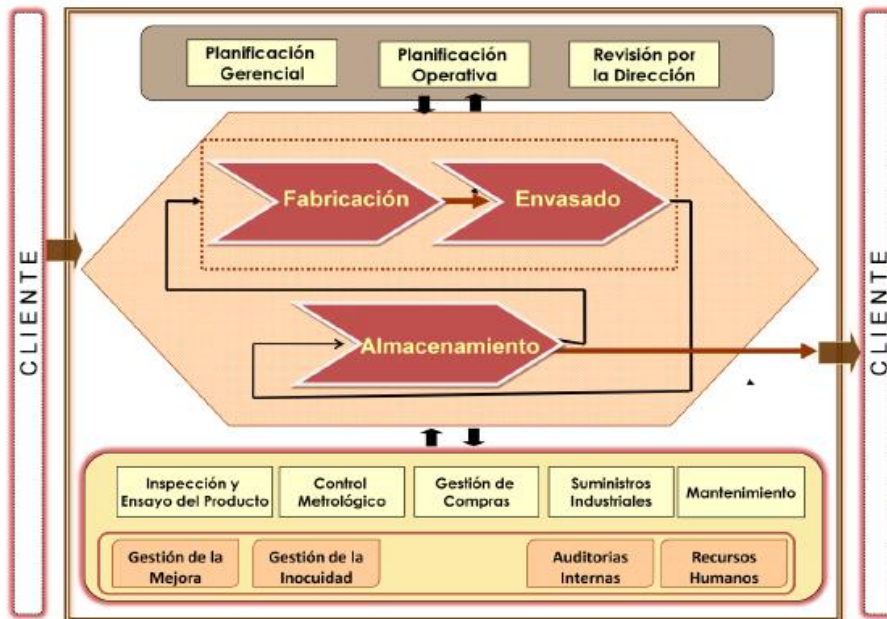 Planificación
Gerencial
Planificación
Operativa
Revisión por
la Dirección
CLIENTE
Fabricación
Envasado
Almacenamiento
CLIENTE
Inspección y
Ensayo del Producto
Control
Metrológico
Gestión de
Compras
Suministros
Industriales
Mantenimiento
Gestión de la
Mejora
Gestión de la
Inocuidad
Auditorias
Internas
Recursos
Humanos